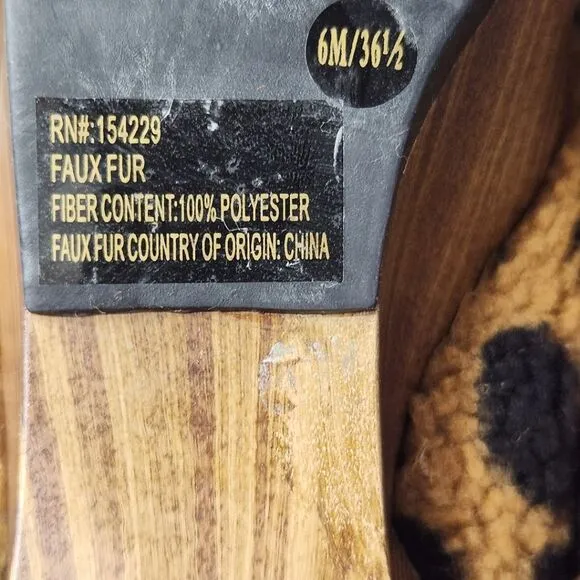 6M/36½
RN#:154229
FAUX FUR
FIBER CONTENT:100% POLYESTER
FAUX FUR COUNTRY OF ORIGIN: CHINA